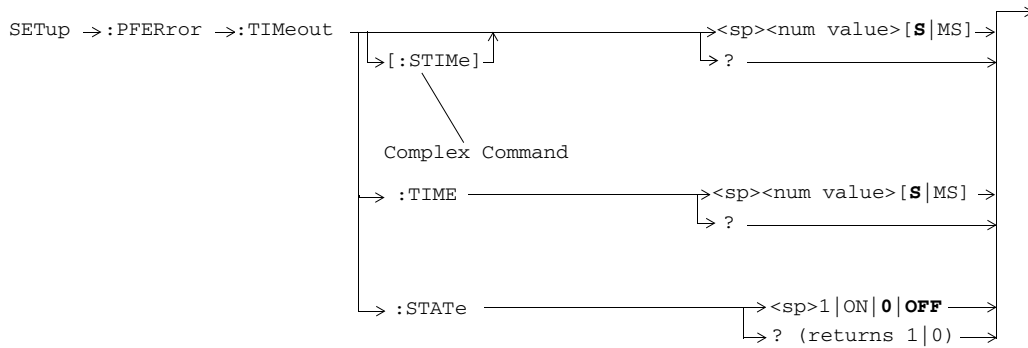 SETup :PFERror :TIMeout <sp><num value>[S|MS]
[:STIMe] ?
Complex Command
:TIME <sp><num value>[S|MS]
?
:STATe <sp>1|ON|0|OFF
? (returns 1|0)